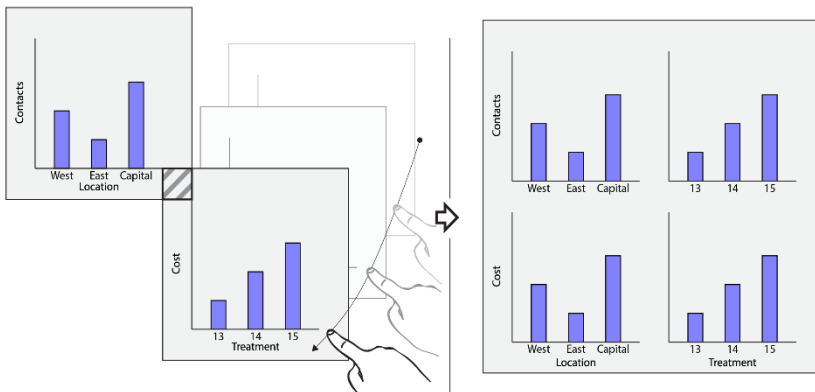 Contacts
West East Capital
Location
Cost
13 14 15
Treatment
Contacts
West East Capital
13 14 15
Cost
West East Capital
Location
13 14 15
Treatment